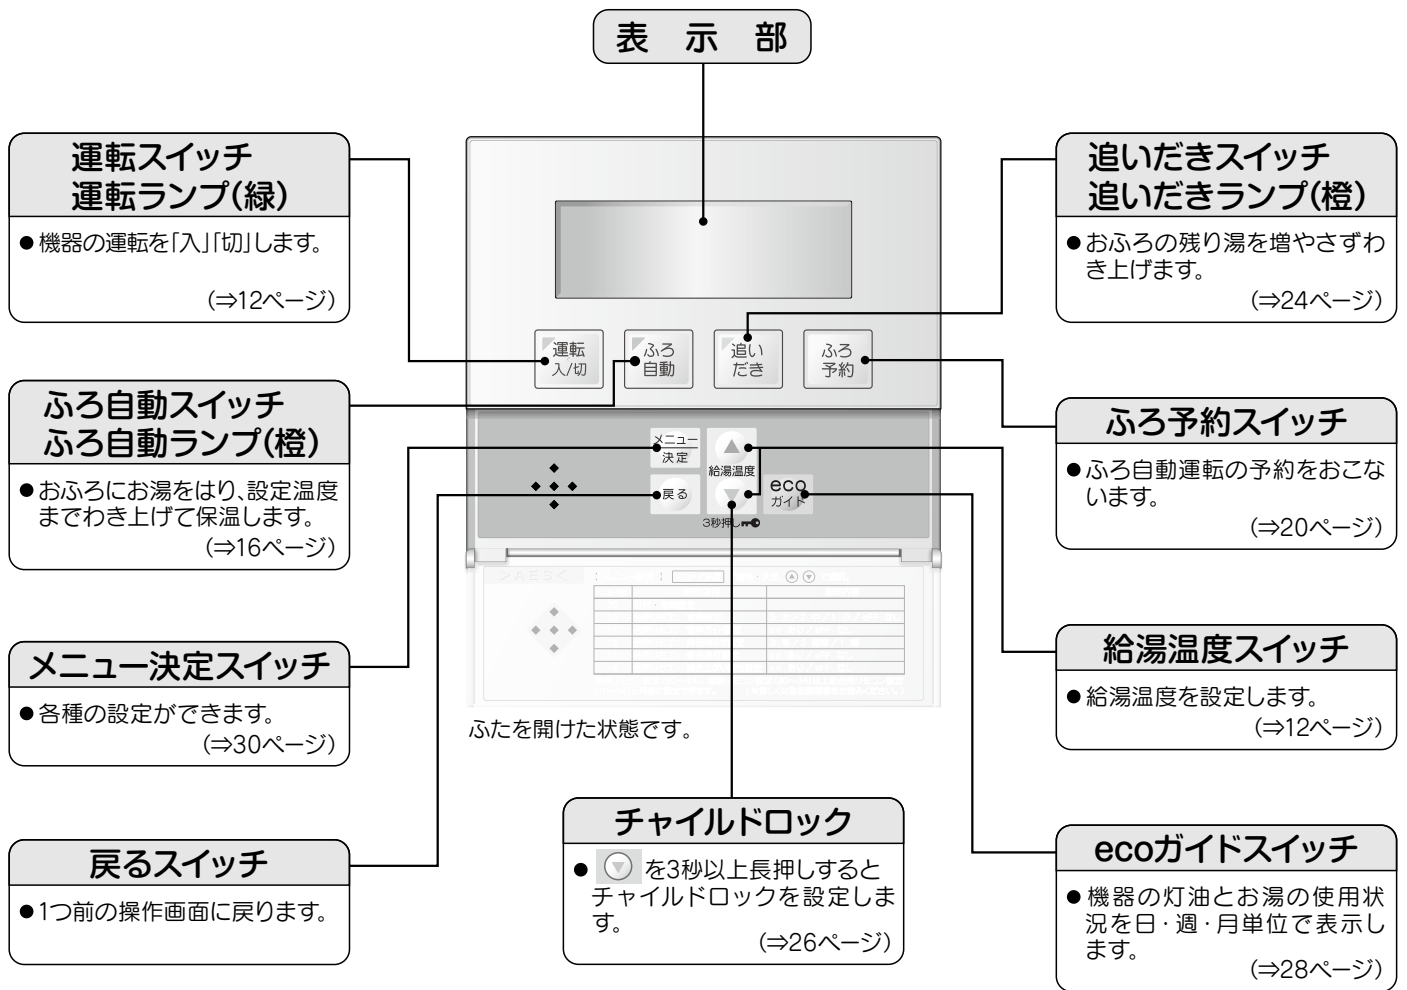 表示部
運転スイッチ
運転ランプ(緑)
●機器の運転を「入」「切」します。
(⇒12ページ)
ふろ自動スイッチ
ふろ自動ランプ(橙)
●おふろにお湯をはり、設定温度
までわき上げて保温します。
(⇒16ページ)
メニュー決定スイッチ
●各種の設定ができます。
(⇒30ページ)
戻るスイッチ
●1つ前の操作画面に戻ります。
運転
入/切
ふろ
自動
追い
だき
ふろ
予約
メニュー
決定
給湯温度
戻る
eco
ガイド
3秒押し
>AES<
ふたを開けた状態です。
チャイルドロック
●を3秒以上長押しすると
チャイルドロックを設定しま
す。
(⇒26ページ)
追いだきスイッチ
追いだきランプ(橙)
●おふろの残り湯を増やさずわ
き上げます。
(⇒24ページ)
ふろ予約スイッチ
●ふろ自動運転の予約をおこな
います。
(⇒20ページ)
給湯温度スイッチ
●給湯温度を設定します。
(⇒12ページ)
ecoガイドスイッチ
●機器の灯油とお湯の使用状
況を日・週・月単位で表示し
ます。
(⇒28ページ)